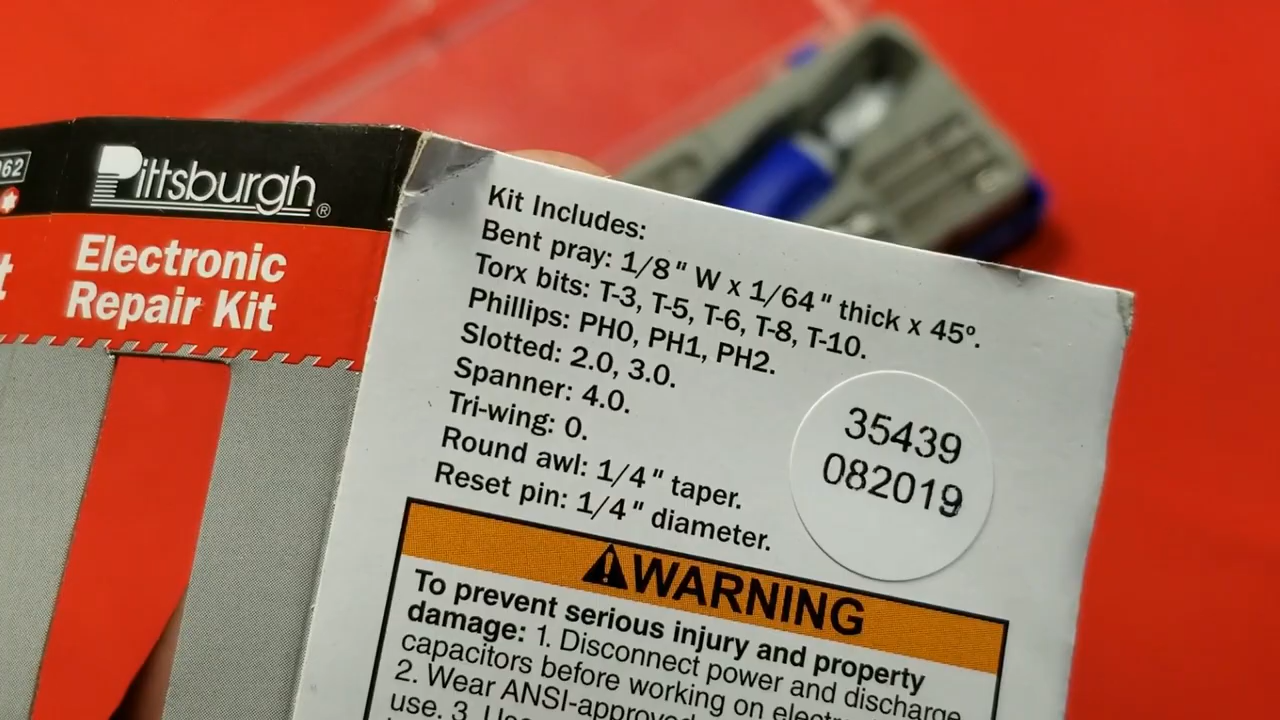 62
Pittsburgh®
Electronic
Repair Kit
Kit Includes:
Bent pray: 1/8" W x 1/64" thick x 45º.
Torx bits: T-3, T-5, T-6, T-8, T-10.
Phillips: PH0, PH1, PH2.
Slotted: 2.0, 3.0.
Spanner: 4.0.
Tri-wing: 0.
Round awl: 1/4" taper.
Reset pin: 1/4" diameter.
35439
082019
⚠WARNING
To prevent serious injury and property
damage: 1. Disconnect power and discharge
capacitors before working on
2. Wear ANSI-approved
use. 3.